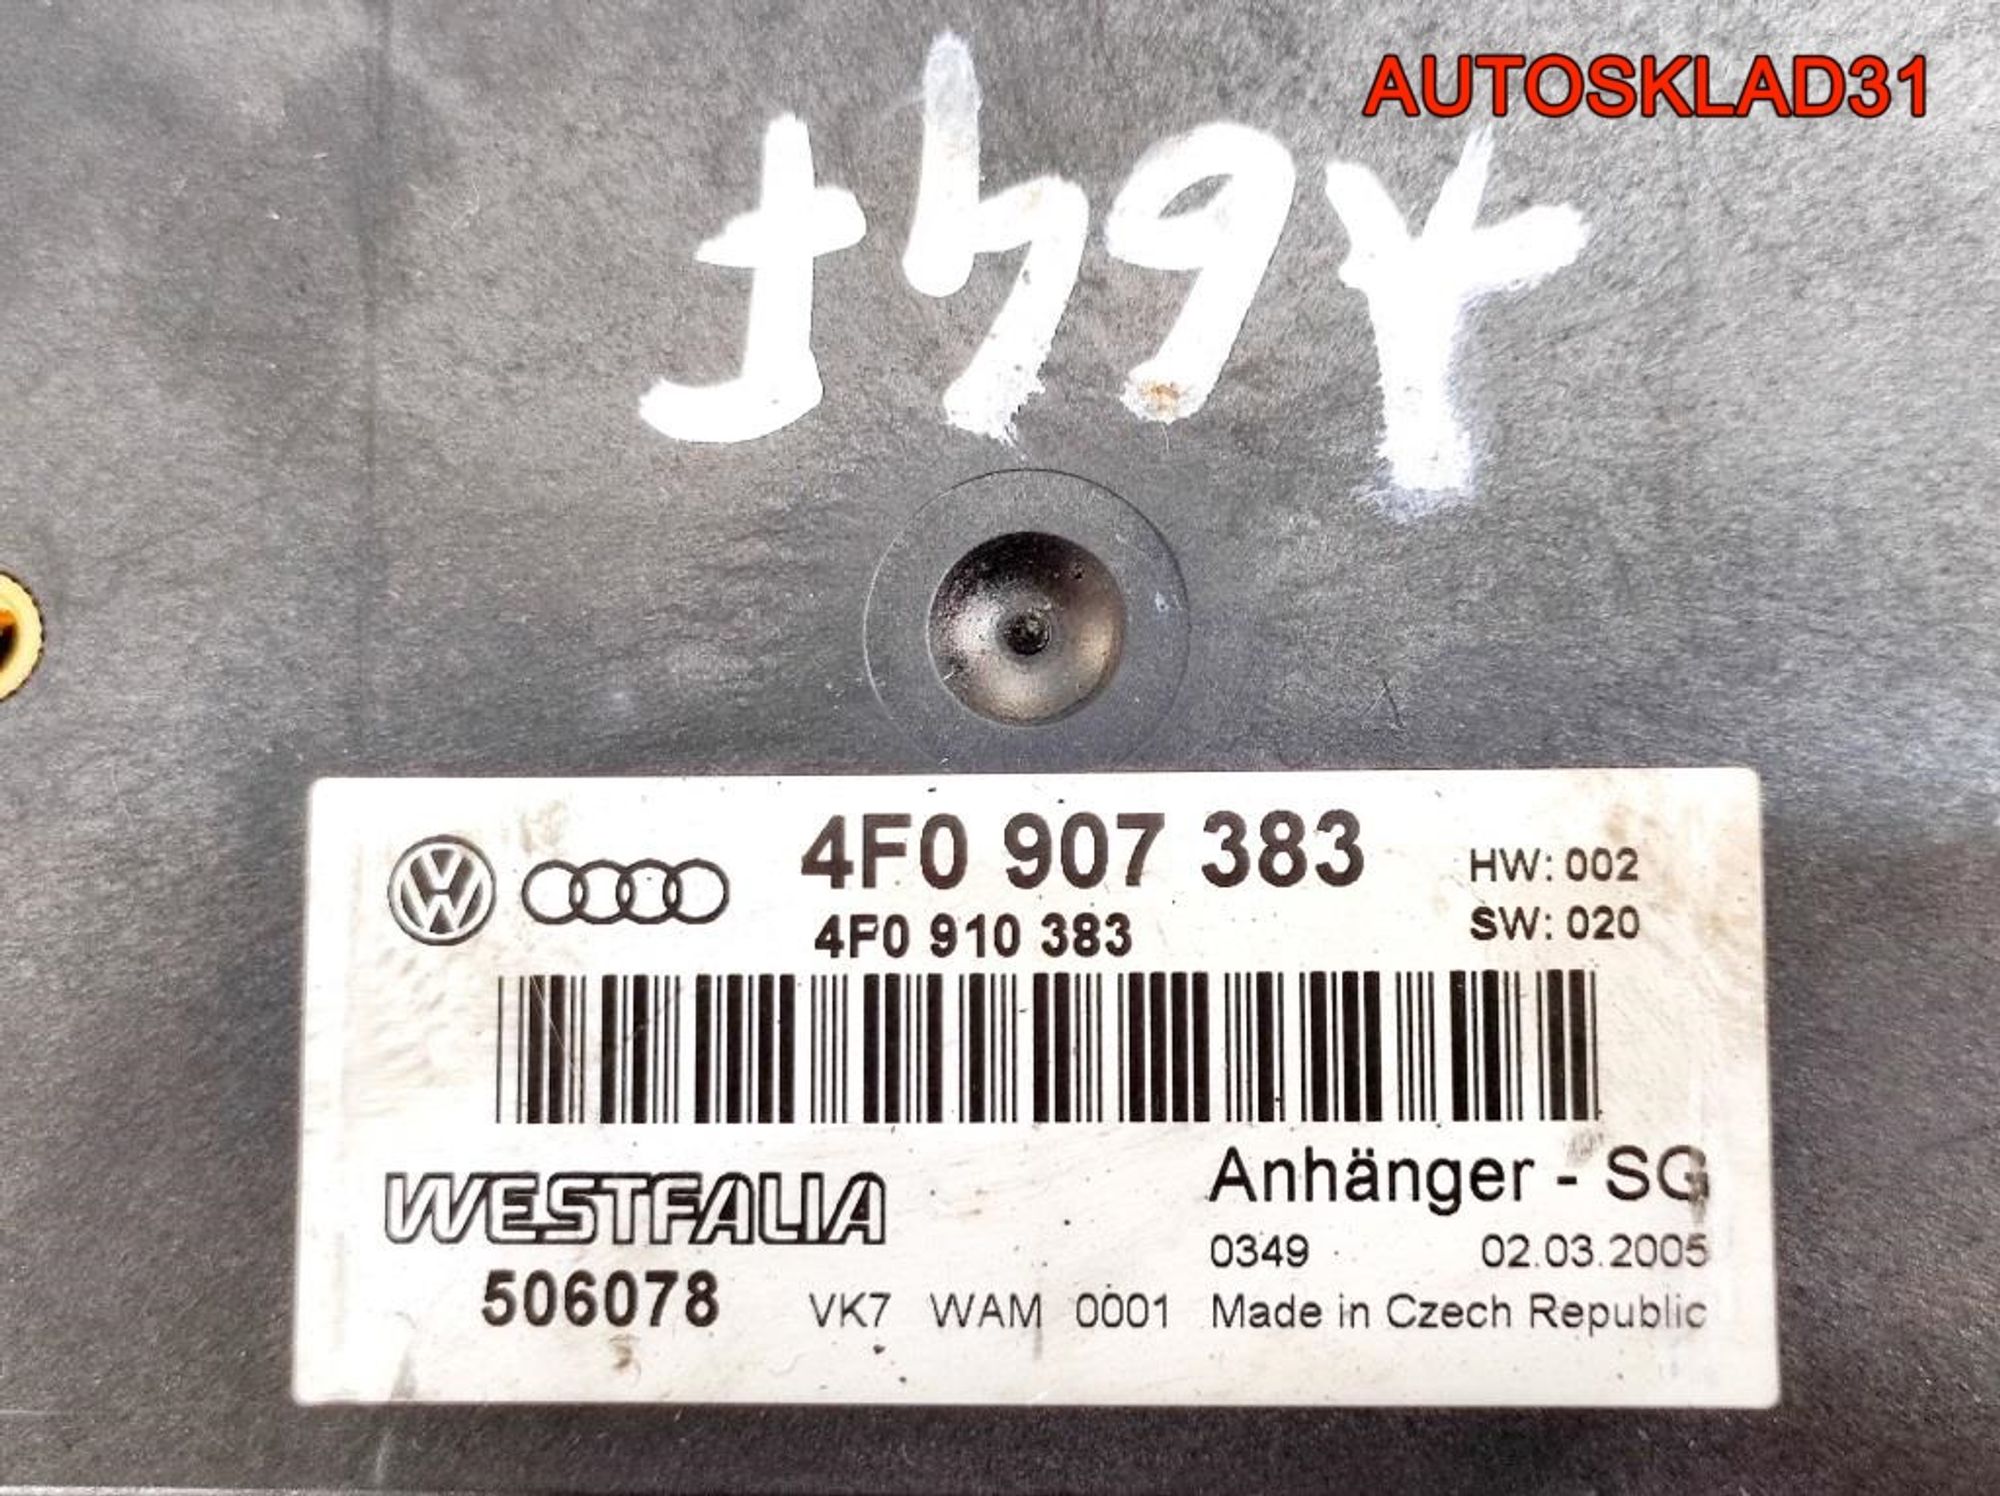 AUTOSKLAD31
A64F
4F0 907 383
HW: 002
4F0 910 383
SW: 020
WESTFALIA
Anhänger - SG
0349 02.03.2005
506078 VK7 WAM 0001 Made in Czech Republic